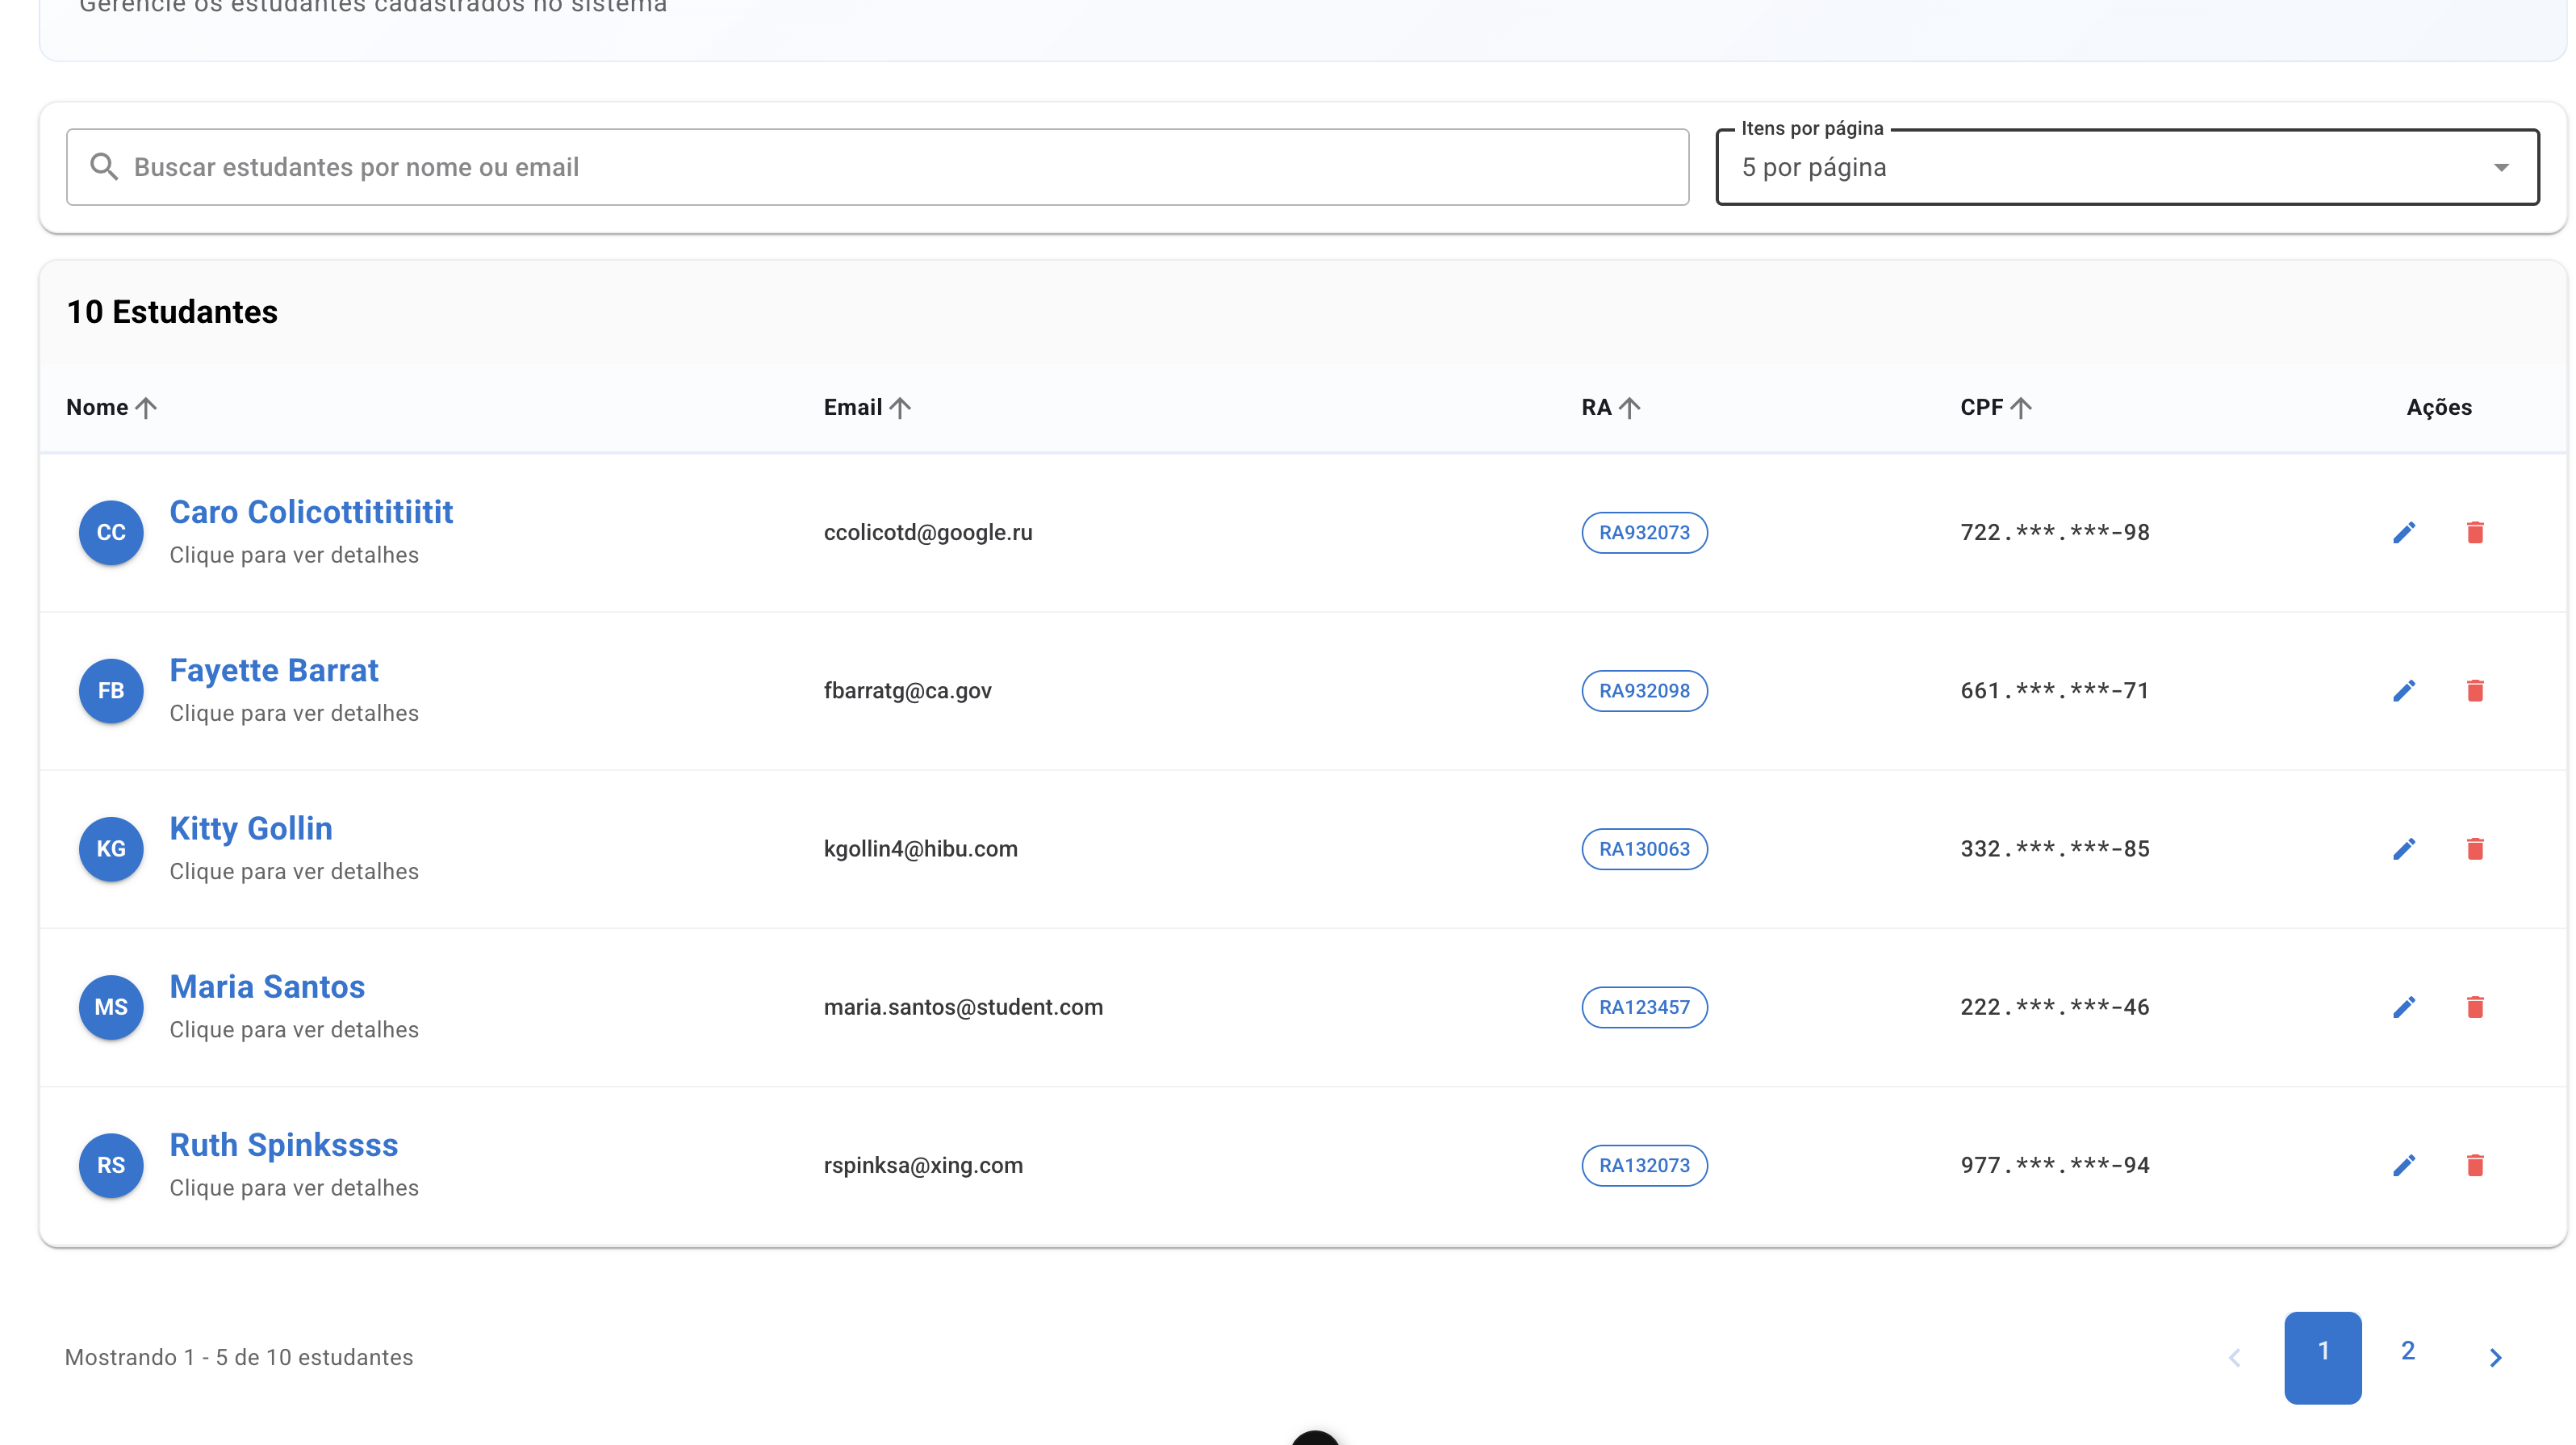 Gerencie os estudantes cadastrados no sistema
Buscar estudantes por nome ou email
Itens por página
5 por página
10 Estudantes
Nome Email RA CPF Ações
CC Caro Colicottititiitit ccolicotd@google.ru RA932073 722.***.***-98
Clique para ver detalhes
FB Fayette Barrat fbarratg@ca.gov RA932098 661.***.***-71
Clique para ver detalhes
KG Kitty Gollin kgollin4@hibu.com RA130063 332.***.***-85
Clique para ver detalhes
MS Maria Santos maria.santos@student.com RA123457 222.***.***-46
Clique para ver detalhes
RS Ruth Spinkssss rspinksa@xing.com RA132073 977.***.***-94
Clique para ver detalhes
Mostrando 1 - 5 de 10 estudantes 1 2